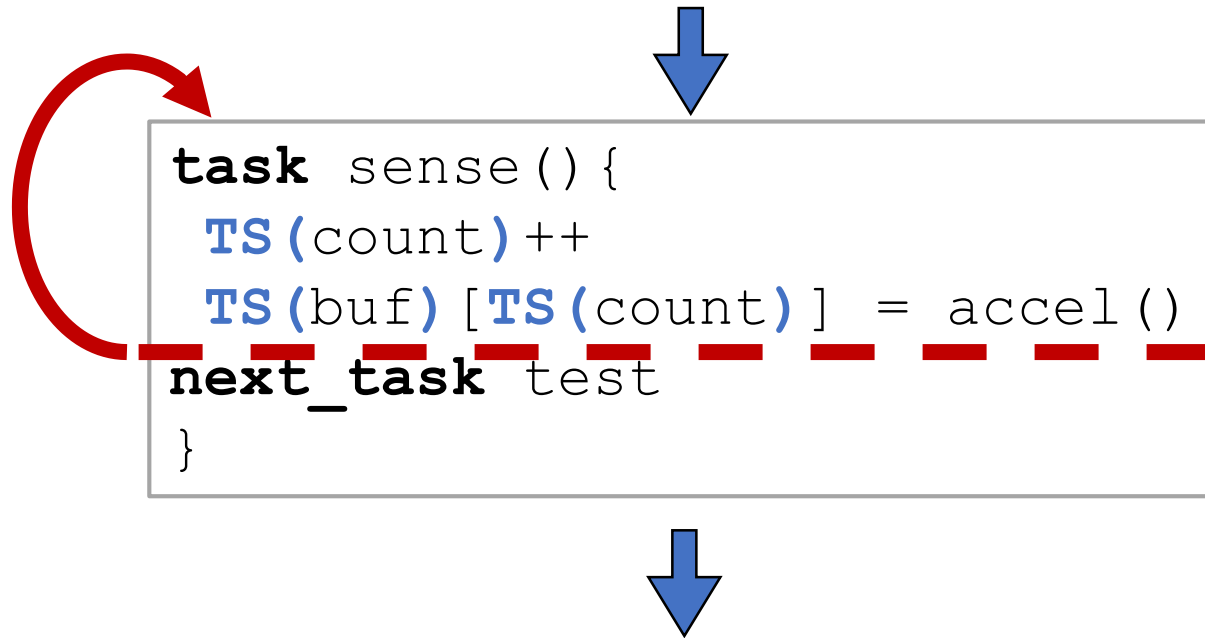 task sense(){
TS(count)++
TS(buf)[TS(count)] = accel()
next_task test
}